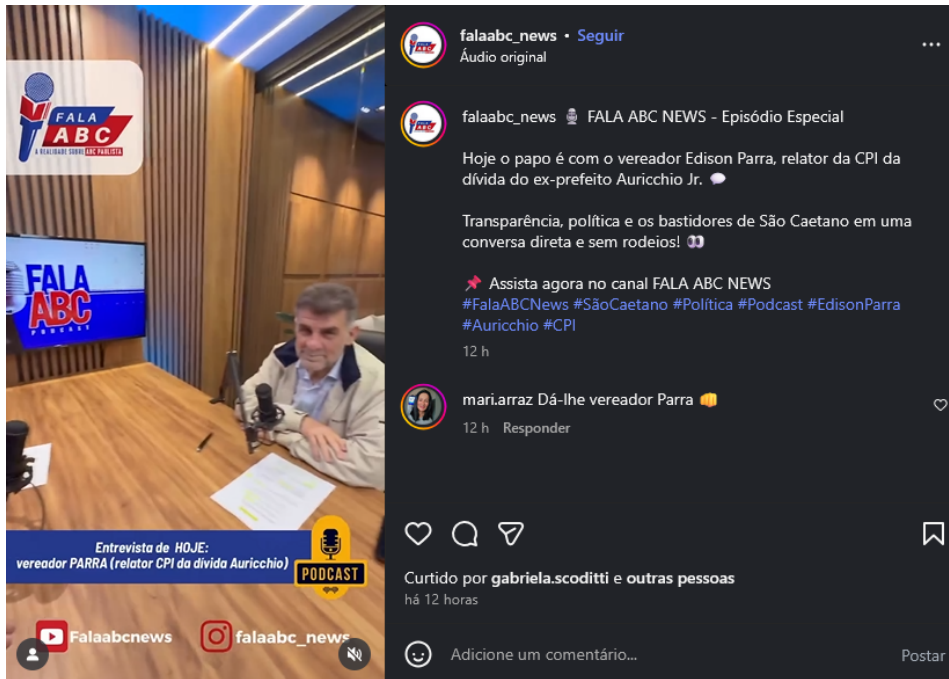 FALA
ABC
A REALIDADE SOBRE ABC PAULISTA
FALA
ABC
PODCAST
Entrevista de HOJE:
vereador PARRA (relator CPI da dívida Auricchio)
PODCAST
Falaabcnews
falaabc_news
falaabc_news • Seguir
Áudio original
falaabc_news 🎙️ FALA ABC NEWS - Episódio Especial
Hoje o papo é com o vereador Edison Parra, relator da CPI da
dívida do ex-prefeito Auricchio Jr. 💬
Transparência, política e os bastidores de São Caetano em uma
conversa direta e sem rodeios! 👀
📌 Assista agora no canal FALA ABC NEWS
#FalaABCNews #SãoCaetano #Política #Podcast #EdisonParra
#Auricchio #CPI
12 h
mari.arraz Dá-lhe vereador Parra 👊
12 h Responder
Curtido por gabriela.scoditti e outras pessoas
há 12 horas
Adicione um comentário...
Postar